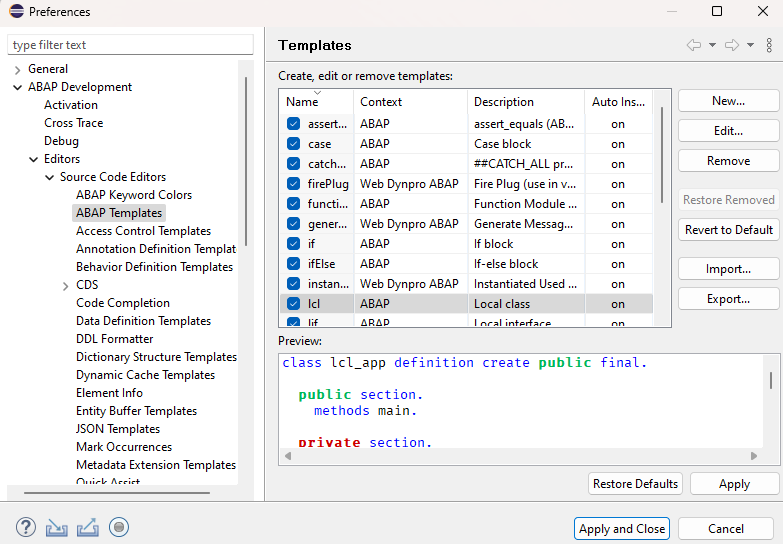 Preferences
type filter text
General
ABAP Development
Activation
Cross Trace
Debug
Editors
Source Code Editors
ABAP Keyword Colors
ABAP Templates
Access Control Templates
Annotation Definition Templat
Behavior Definition Templates
CDS
Code Completion
Data Definition Templates
DDL Formatter
Dictionary Structure Templates
Dynamic Cache Templates
Element Info
Entity Buffer Templates
JSON Templates
Mark Occurrences
Metadata Extension Templates
Quick Assist
Templates
Create, edit or remove templates:
Name Context Description Auto Ins...
assert... ABAP assert_equals (AB... on
case ABAP Case block on
catch... ABAP ##CATCH_ALL pr... on
firePlug Web Dynpro ABAP Fire Plug (use in v... on
functi... ABAP Function Module ... on
gener... Web Dynpro ABAP Generate Messag... on
if ABAP If block on
ifElse ABAP If-else block on
instan... Web Dynpro ABAP Instantiated Used ... on
lcl ABAP Local class on
lif ABAP Local interface on
New...
Edit...
Remove
Restore Removed
Revert to Default
Import...
Export...
Preview:
class lcl_app definition create public final.
public section.
methods main.
private section.
Restore Defaults Apply
Apply and Close Cancel